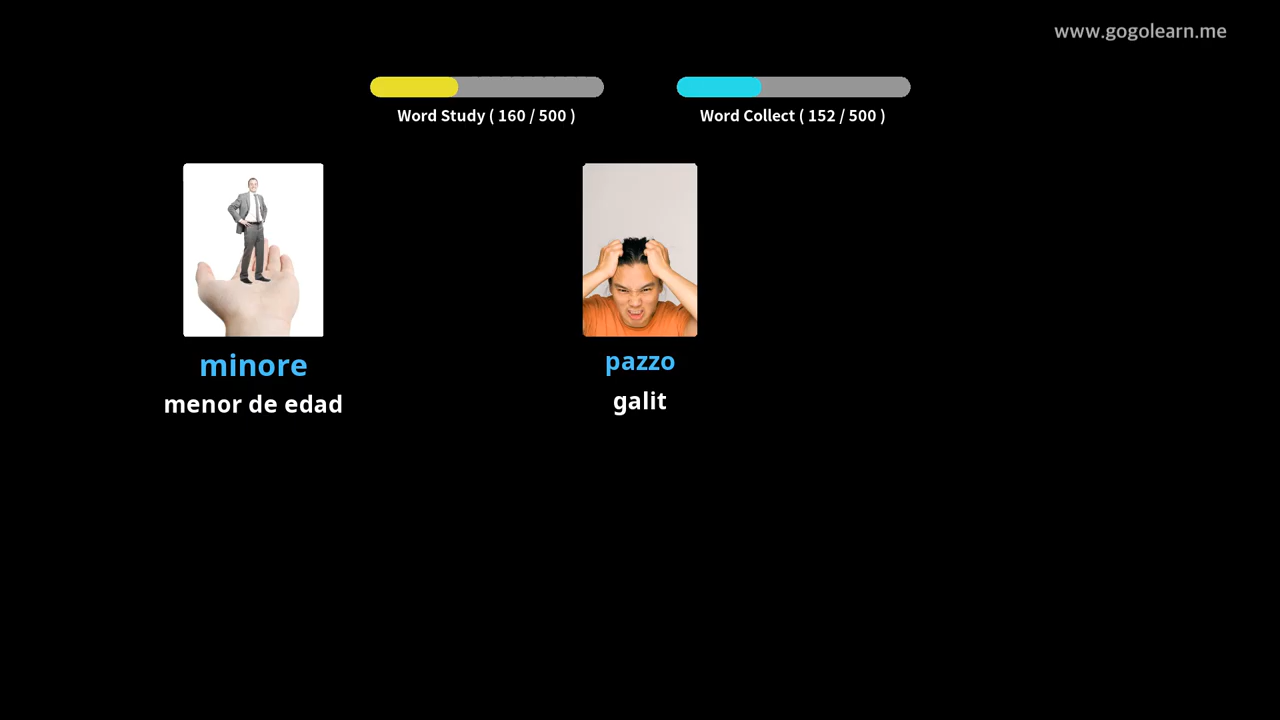 www.gogolearn.me
Word Study ( 160 / 500 )
Word Collect ( 152 / 500 )
minore
menor de edad
pazzo
galit